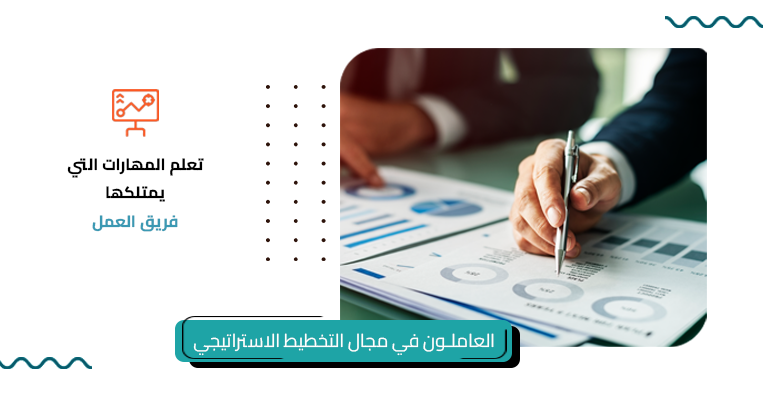 تعلم المهارات التي
يمتلكها
فريق العمل
العاملـون في مجال التخطيط الاستراتيجي